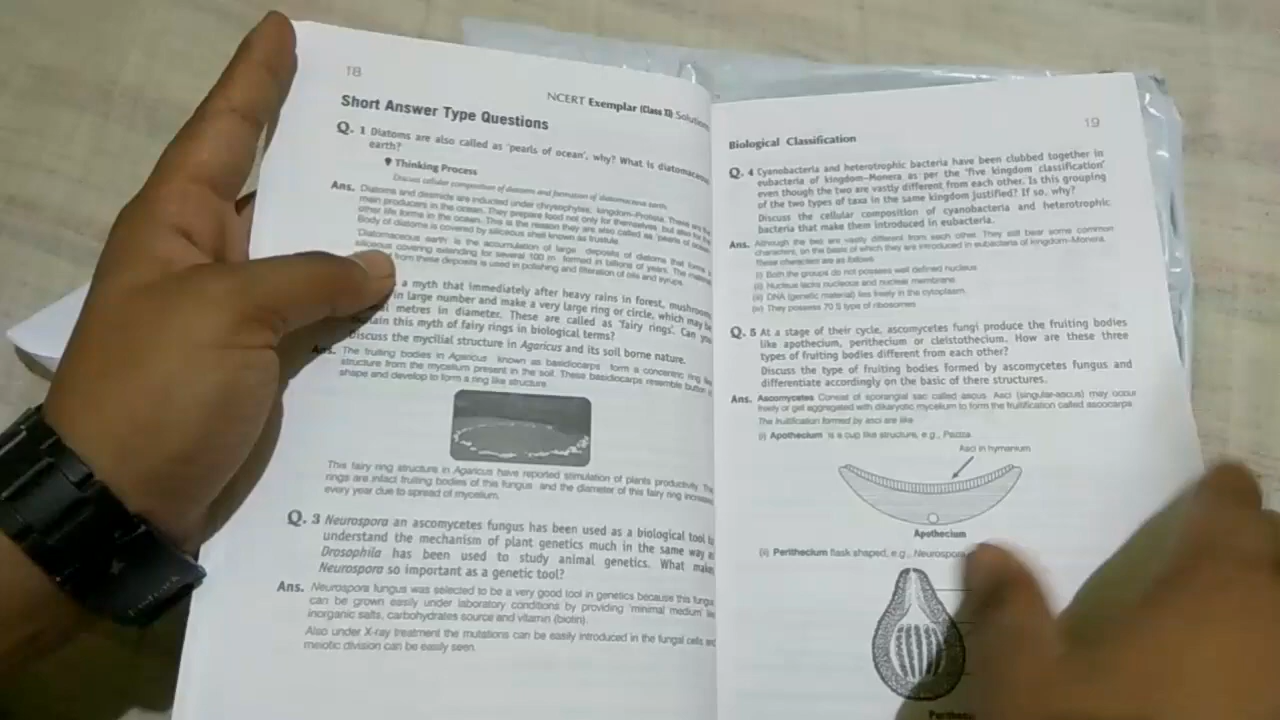 18
NCERT Exemplar (Class XI) Solutions
Short Answer Type Questions
Q. 1 Diatoms are also called as 'pearls of ocean', why? What is diatomaceous
earth?
Thinking Process
Discuss cellular composition of diatoms and formation of diatomaceous earth.
Ans. Diatoms and desmids are included under chrysophytes, kingdom-Protista. These are the
main producers in the ocean. They prepare food not only for themselves but also for the
other life forms in the ocean. This is the reason they are also called as 'pearls of ocean'
Body of diatoms is covered by siliceous shell known as frustule.
'Diatomaceous earth' is the accumulation of large deposits of diatoms that forms a
siliceous covering extending for several 100 m formed in billions of years. The material
from these deposits is used in polishing and filteration of oils and syrups.
a myth that immediately after heavy rains in forest, mushrooms
in large number and make a very large ring or circle, which may be
metres in diameter. These are called as 'fairy rings'. Can you
this myth of fairy rings in biological terms?
Discuss the mycilial structure in Agaricus and its soil borne nature.
Ans. The fruiting bodies in Agaricus known as basidiocarps form a concentric ring like
structure from the mycelium present in the soil. These basidiocarps resemble button in
shape and develop to form a ring like structure.
This fairy ring structure in Agaricus have reported stimulation of plants productivity. The
rings are intact fruiting bodies of this fungus and the diameter of this fairy ring increases
every year due to spread of mycelium.
Q. 3 Neurospora an ascomycetes fungus has been used as a biological tool to
understand the mechanism of plant genetics much in the same way as
Drosophila has been used to study animal genetics. What makes
Neurospora so important as a genetic tool?
Ans. Neurospora fungus was selected to be a very good tool in genetics because this fungus
can be grown easily under laboratory conditions by providing 'minimal medium' like
inorganic salts, carbohydrates source and vitamin (biotin).
Also under X-ray treatment the mutations can be easily introduced in the fungal cells and
meiotic division can be easily seen.
Biological Classification
19
Q. 4 Cyanobacteria and heterotrophic bacteria have been clubbed together in
eubacteria of kingdom-Monera as per the 'five kingdom classification'
even though the two are vastly different from each other. Is this grouping
of the two types of taxa in the same kingdom justified? If so, why?
Discuss the cellular composition of cyanobacteria and heterotrophic
bacteria that make them introduced in eubacteria.
Ans. Although the two are vastly different from each other. They still bear some common
characters, on the basis of which they are introduced in eubacteria of kingdom-Monera.
These characters are as follows
(i) Both the groups do not possess well defined nucleus
(ii) Nucleus lacks nucleous and nuclear membrane.
(iii) DNA (genetic material) lies freely in the cytoplasm.
(iv) They possess 70 S type of ribosomes.
Q. 5 At a stage of their cycle, ascomycetes fungi produce the fruiting bodies
like apothecium, perithecium or cleistothecium. How are these three
types of fruiting bodies different from each other?
Discuss the type of fruiting bodies formed by ascomycetes fungus and
differentiate accordingly on the basic of there structures.
Ans. Ascomycetes Consist of sporangial sac called ascus. Asci (singular-ascus) may occur
freely or get aggregated with dikaryotic mycelium to form the fructification called ascocarps.
The fructification formed by asci are like
(i) Apothecium is a cup like structure, e.g., Peziza.
Asci in hymenium
Apothecium
(ii) Perithecium flask shaped, e.g., Neurospora